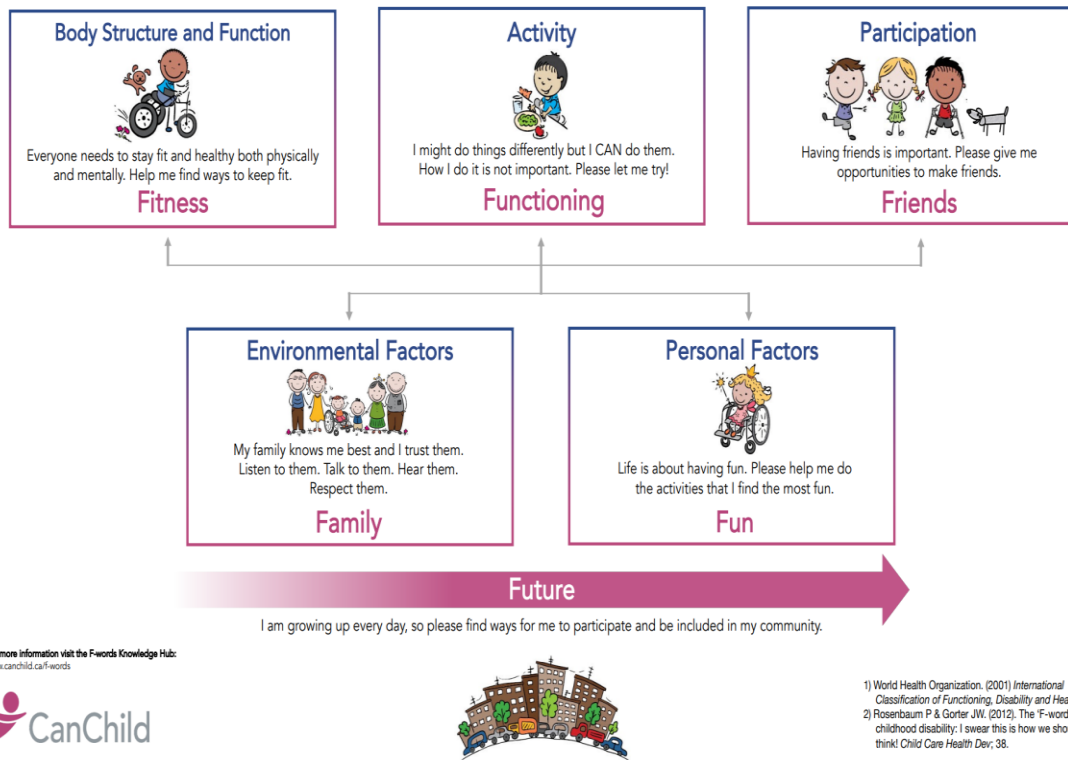 Body Structure and Function
Everyone needs to stay fit and healthy both physically
and mentally. Help me find ways to keep fit.
Fitness
Activity
I might do things differently but I CAN do them.
How I do it is not important. Please let me try!
Functioning
Participation
Having friends is important. Please give me
opportunities to make friends.
Friends
Environmental Factors
My family knows me best and I trust them.
Listen to them. Talk to them. Hear them.
Respect them.
Family
Personal Factors
Life is about having fun. Please help me do
the activities that I find the most fun.
Fun
Future
I am growing up every day, so please find ways for me to participate and be included in my community.
more information visit the F-words Knowledge Hub:
.canchild.ca/f-words
CanChild
1) World Health Organization. (2001) International
Classification of Functioning, Disability and Hea
2) Rosenbaum P & Gorter JW. (2012). The 'F-word
childhood disability: I swear this is how we sho
think! Child Care Health Dev; 38.